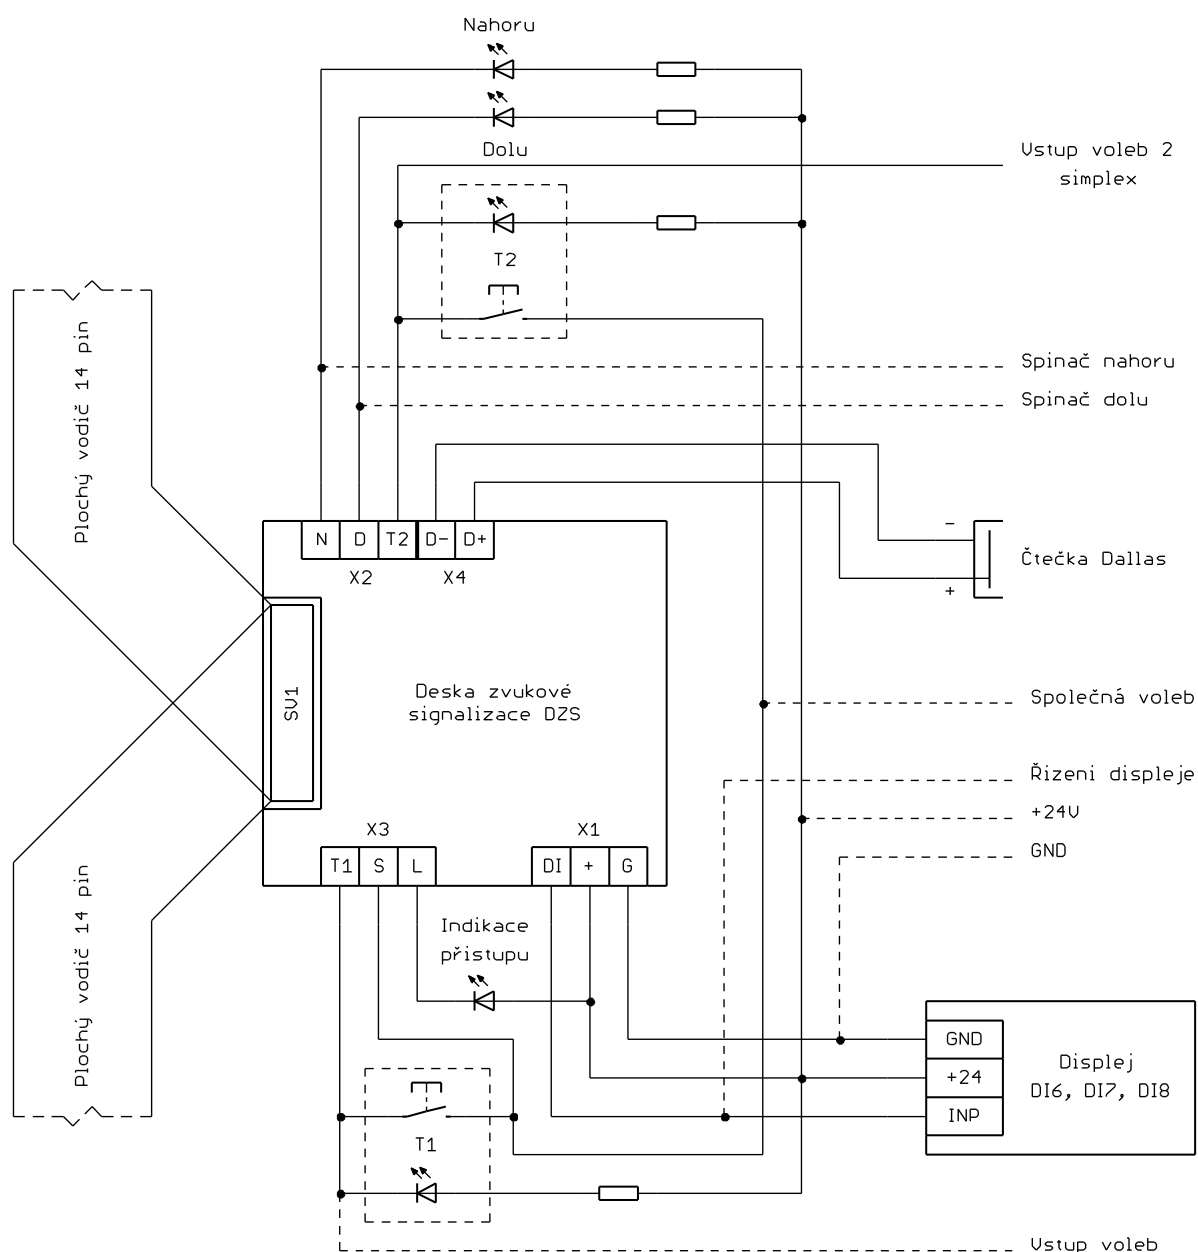 Nahoru
Dolu
Vstup voleb 2
simplex
T2
Plochý vodič 14 pin
Spinač nahoru
Spinač dolu
N D T2 D- D+
X2 X4
-
Čtečka Dallas
+
SV1
Deska zvukové
signalizace DZS
Společná voleb
Řizeni displeje
+24V
GND
X3 X1
T1 S L DI + G
Plochý vodič 14 pin
Indikace
přistupu
GND
+24
INP
Displej
DI6, DI7, DI8
T1
Vstup voleb